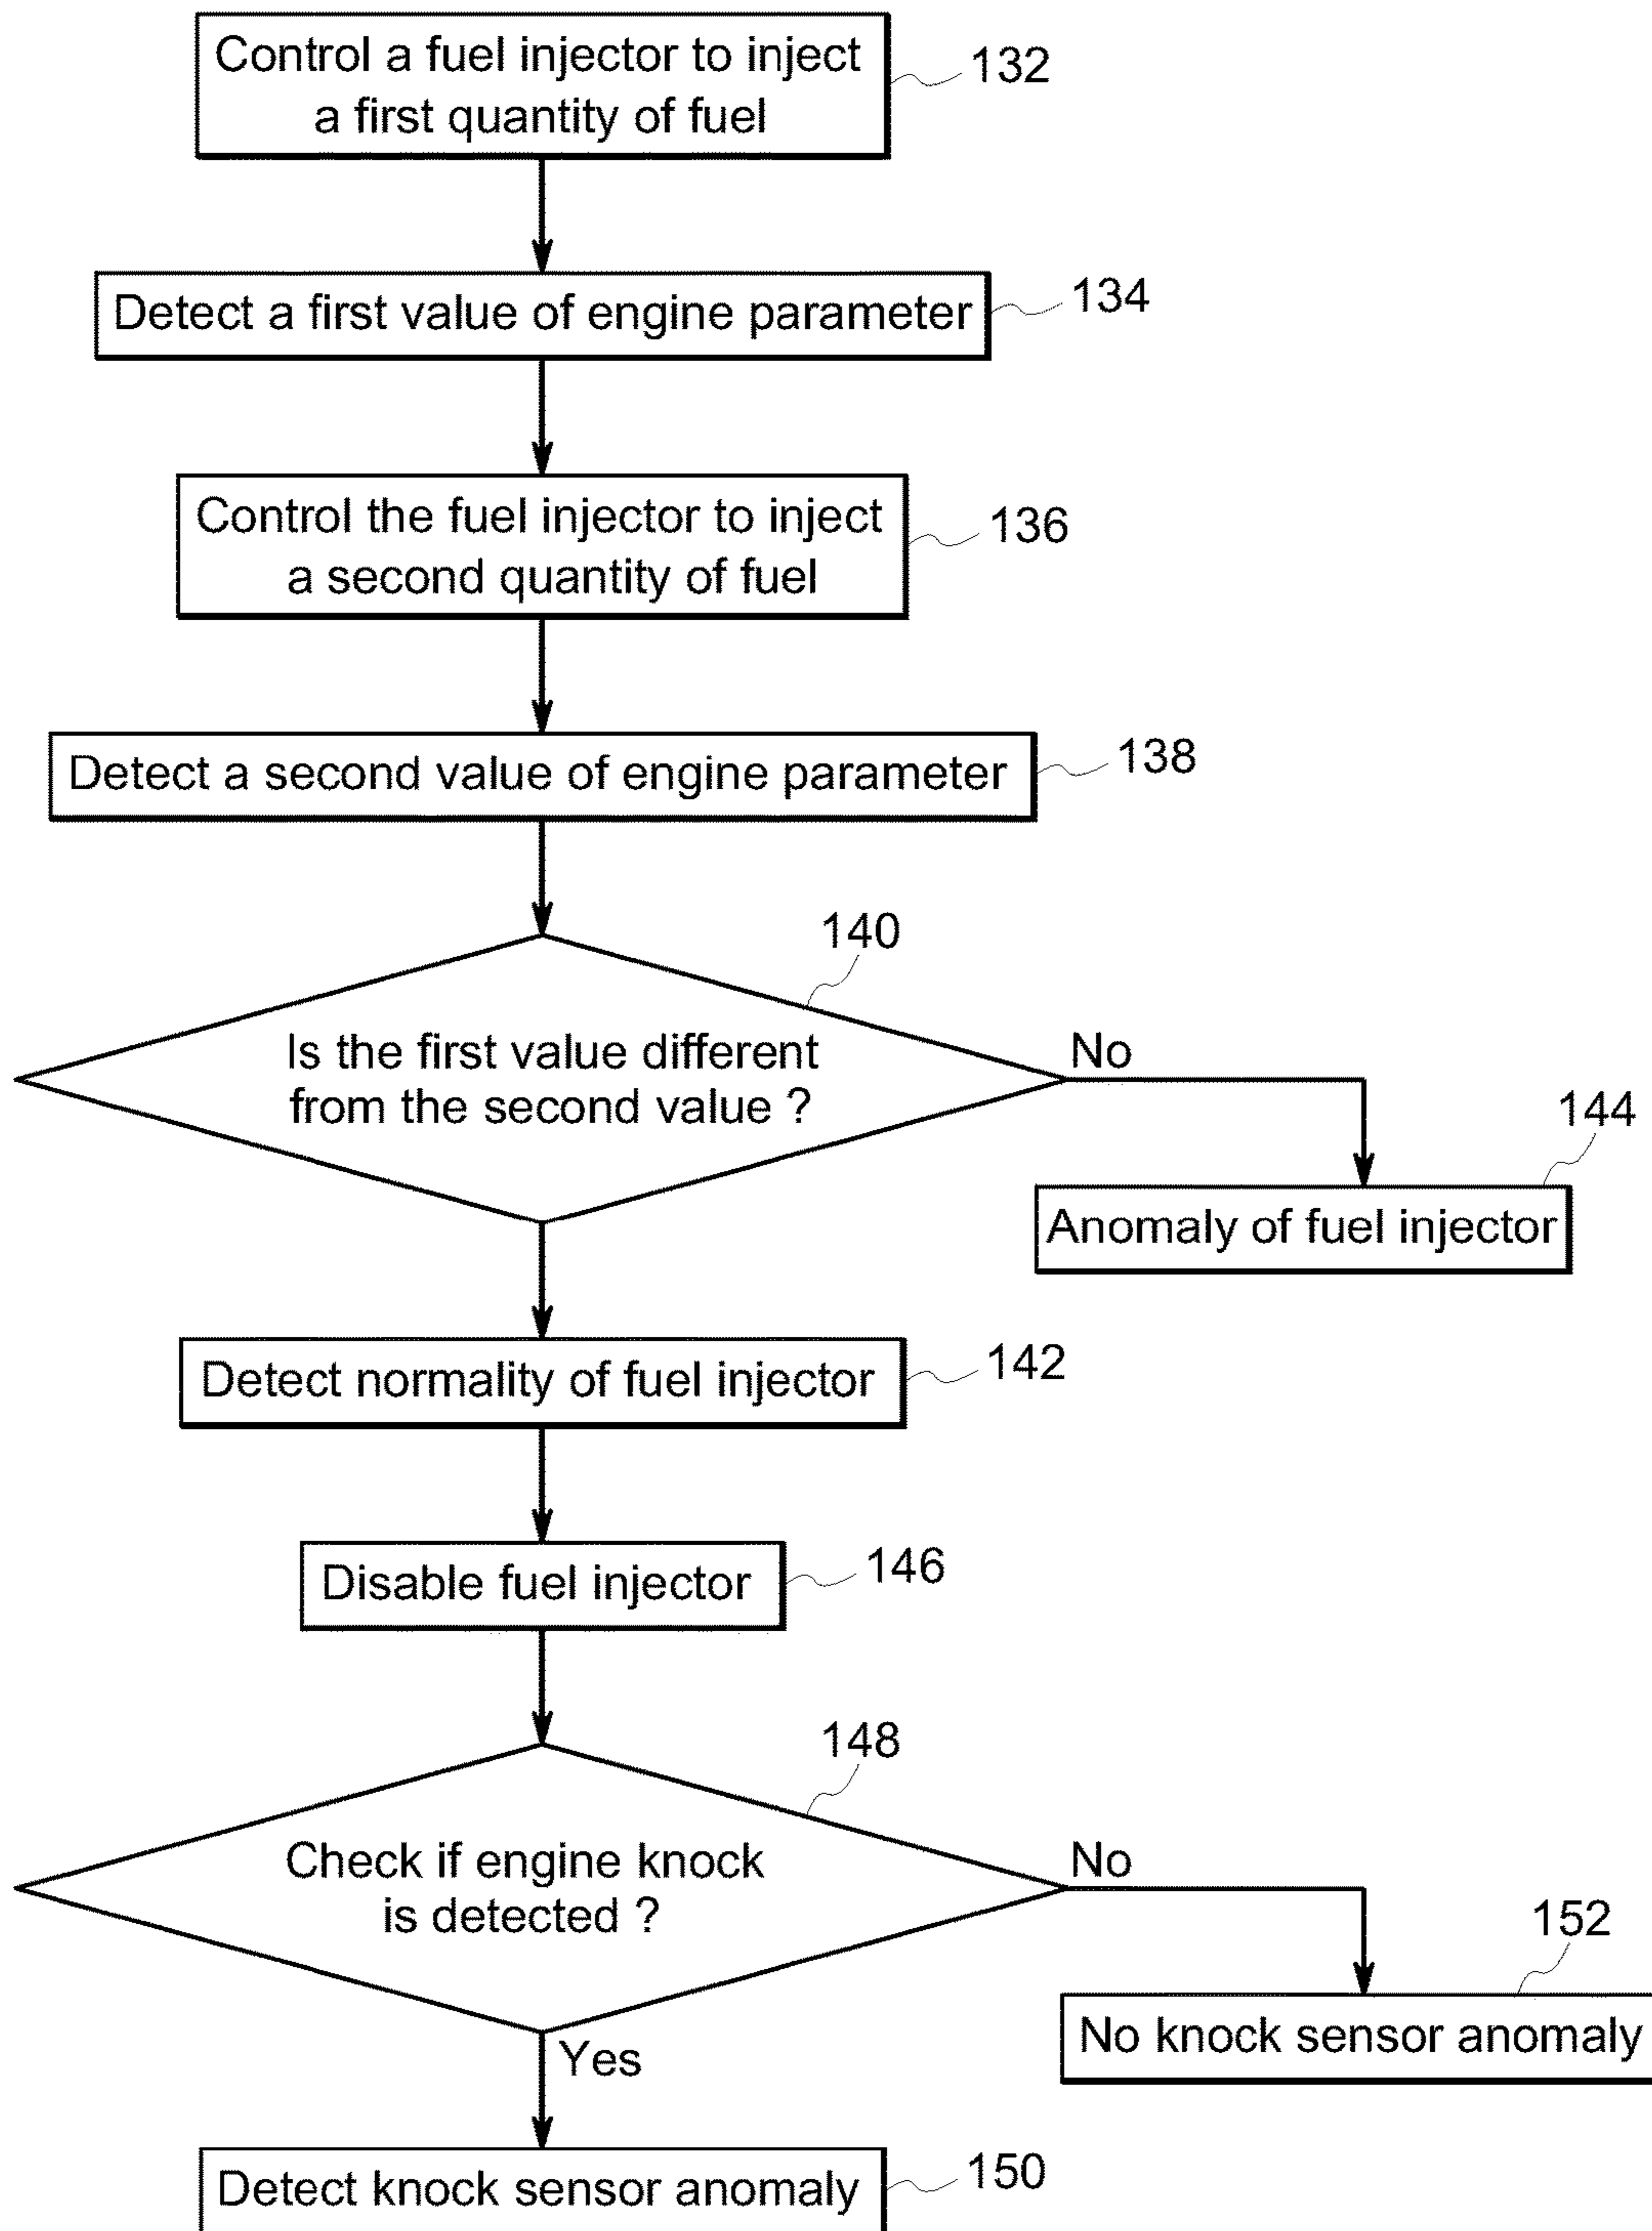 Control a fuel injector to inject
a first quantity of fuel
132
Detect a first value of engine parameter
134
Control the fuel injector to inject
a second quantity of fuel
136
Detect a second value of engine parameter
138
140
Is the first value different
from the second value ?
No
144
Anomaly of fuel injector
Detect normality of fuel injector
142
Disable fuel injector
146
148
Check if engine knock
is detected ?
No
152
No knock sensor anomaly
Yes
Detect knock sensor anomaly
150